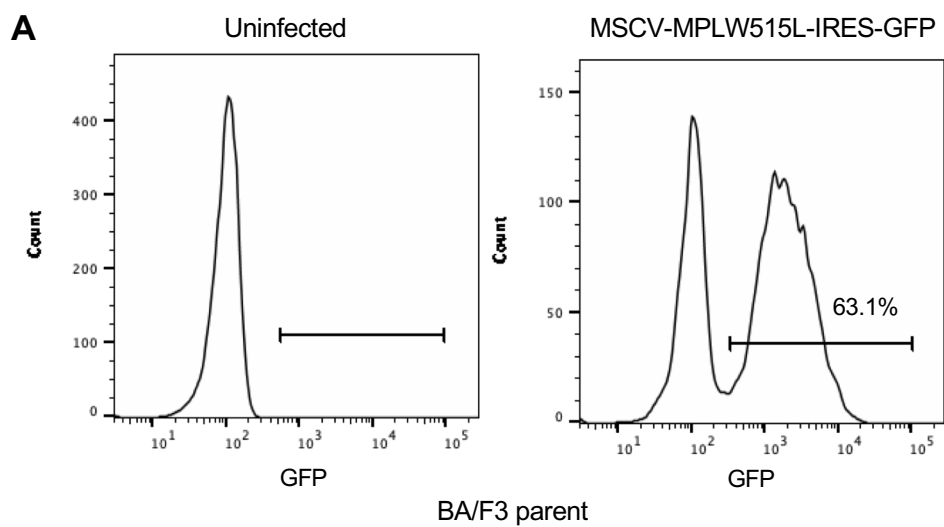 A
Uninfected
MSCV-MPLW515L-IRES-GFP
400
300
200
100
0
Count
10^1
10^2
10^3
10^4
10^5
GFP
150
100
50
0
Count
63.1%
10^1
10^2
10^3
10^4
10^5
GFP
BA/F3 parent